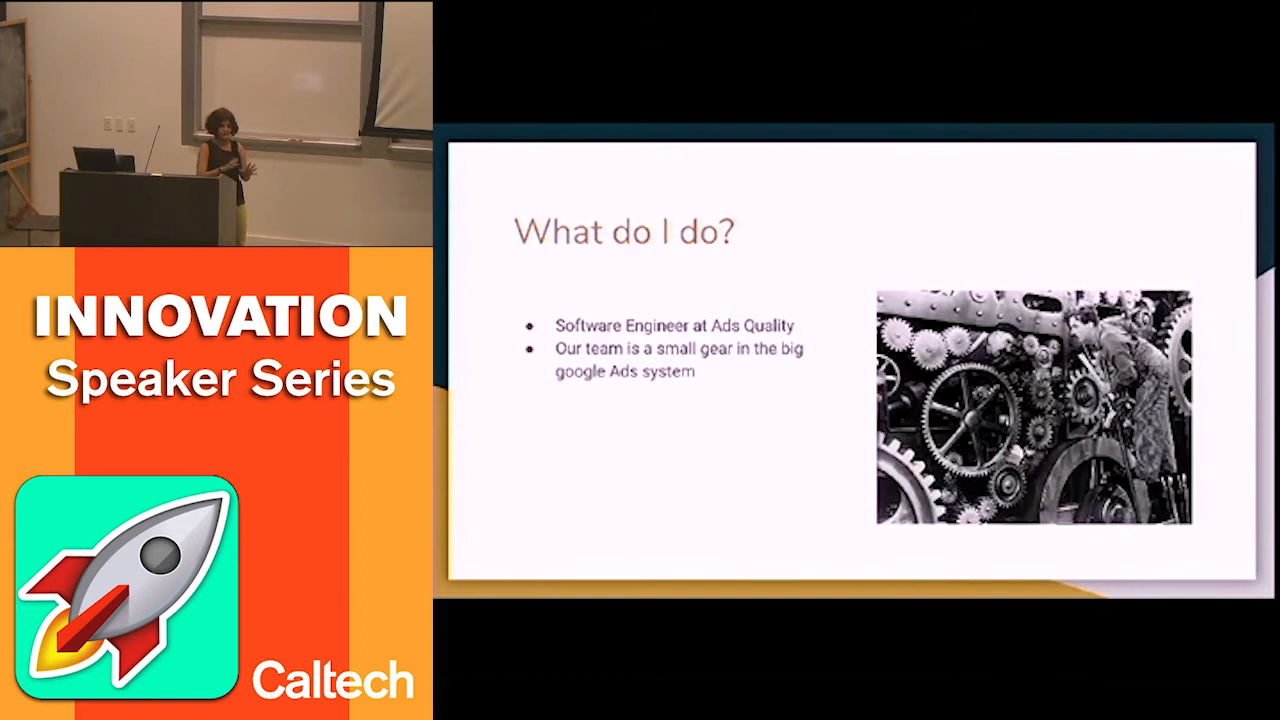 INNOVATION
Speaker Series
Caltech
What do I do?
● Software Engineer at Ads Quality
● Our team is a small gear in the big
google Ads system